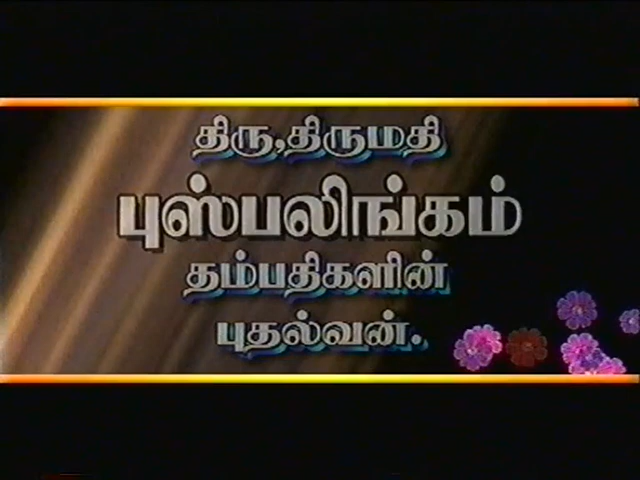 திரு,திருமதி
புஸ்பலிங்கம்
தம்பதிகளின்
புதல்வன்.